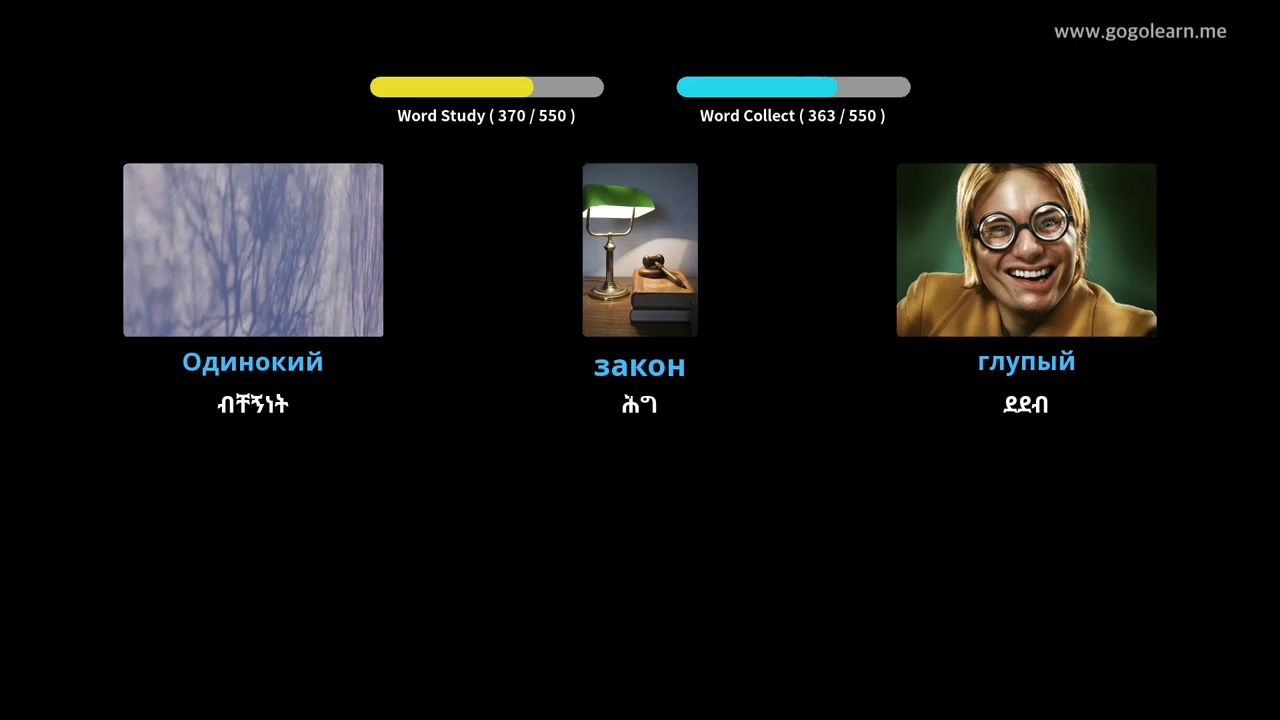 www.gogolearn.me
Word Study ( 370 / 550 )
Word Collect ( 363 / 550 )
Одинокий
закон
глупый
ብቸኝነት
ሕግ
ደደብ